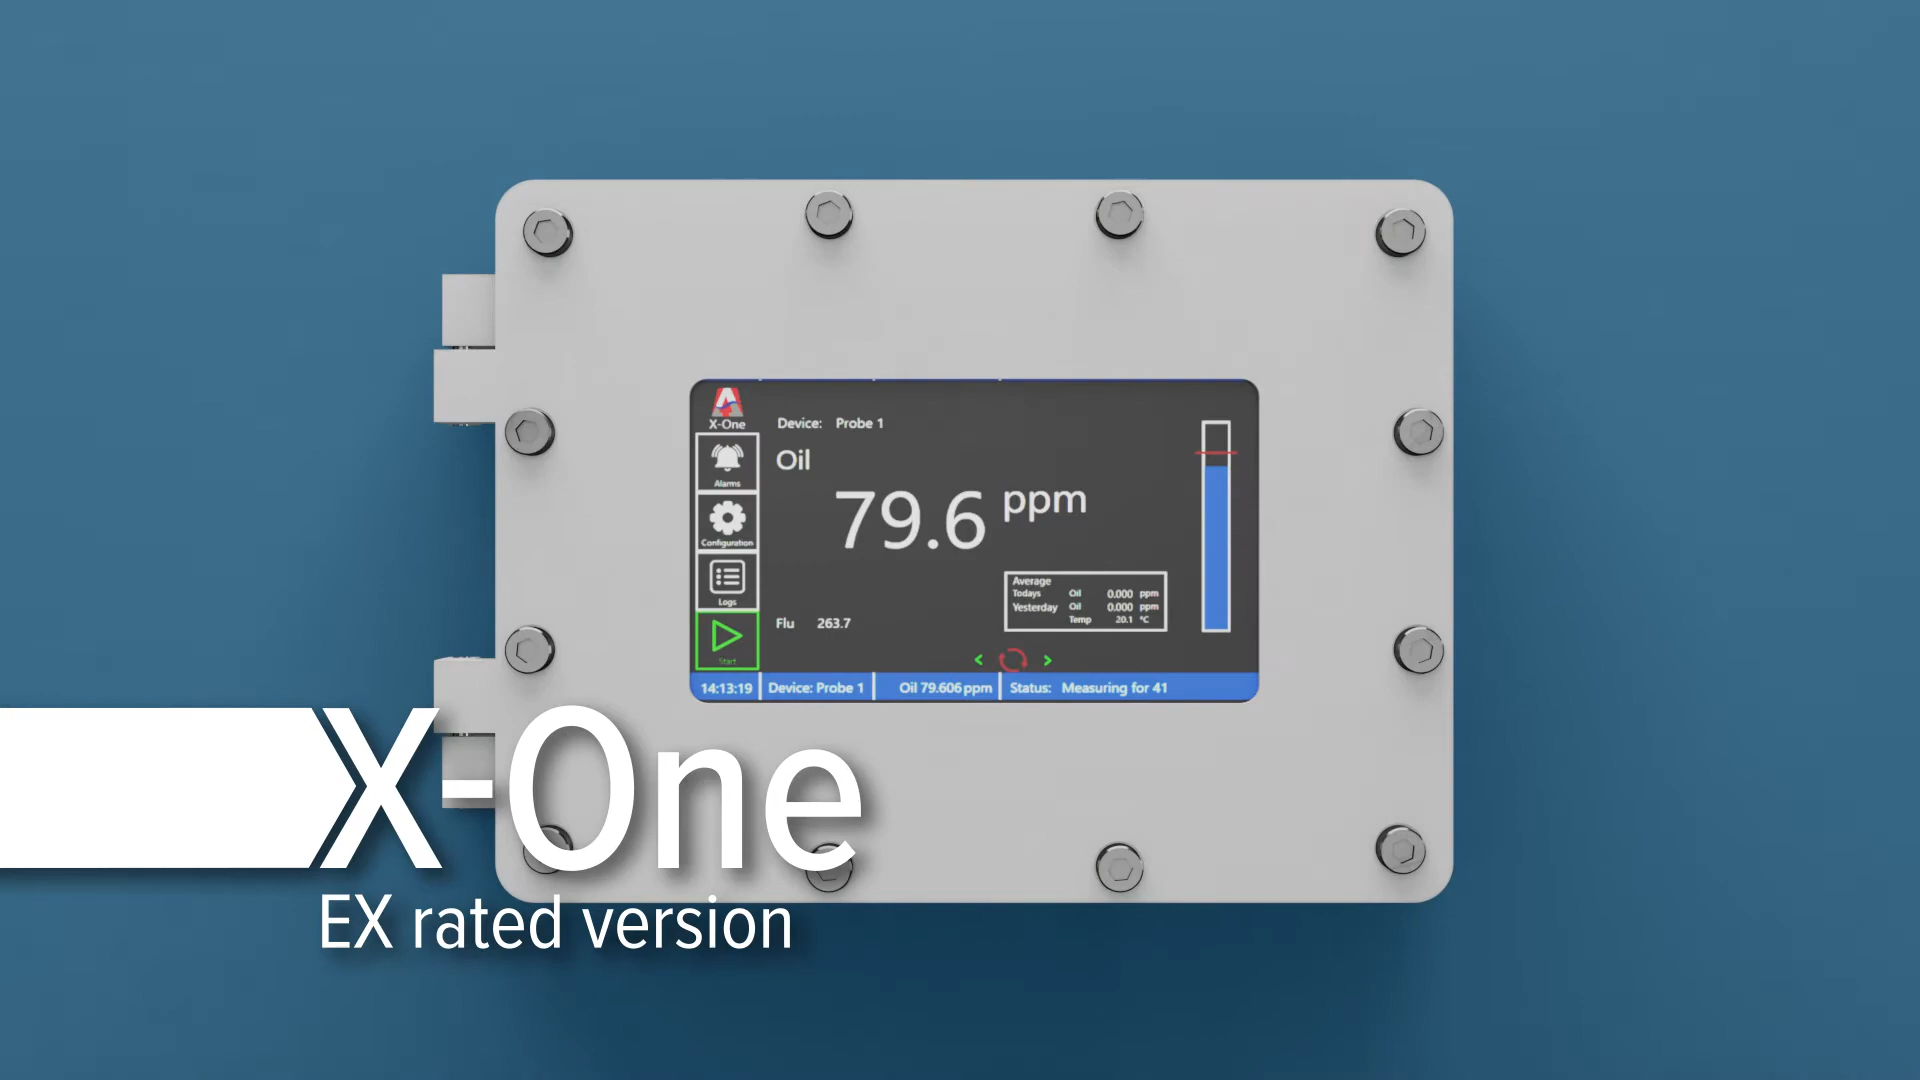 X-One
Device: Probe 1
Oil
Alarms
79.6 ppm
Configuration
Average
Todays Oil 0.000 ppm
Yesterday Oil 0.000 ppm
Temp 20.1 °C
Logs
Flu 263.7
Start
< >
14:13:19 Device: Probe 1 Oil 79.606 ppm Status: Measuring for 41
X-One
EX rated version